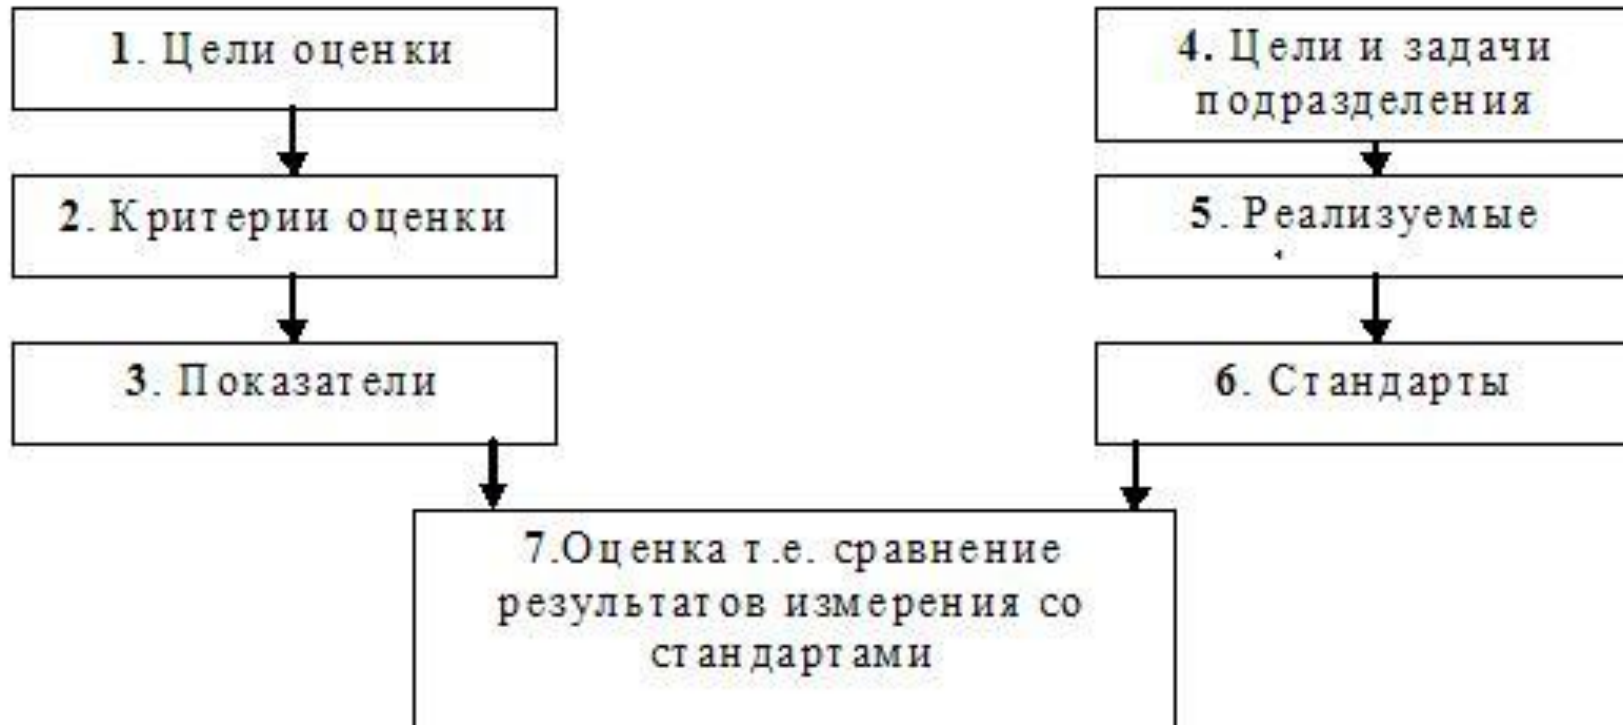 1. Цели оценки
2. Критерии оценки
3. Показатели
4. Цели и задачи
подразделения
5. Реализуемые
6. Стандарты
7.Оценка т.е. сравнение
результатов измерения со
стандартами